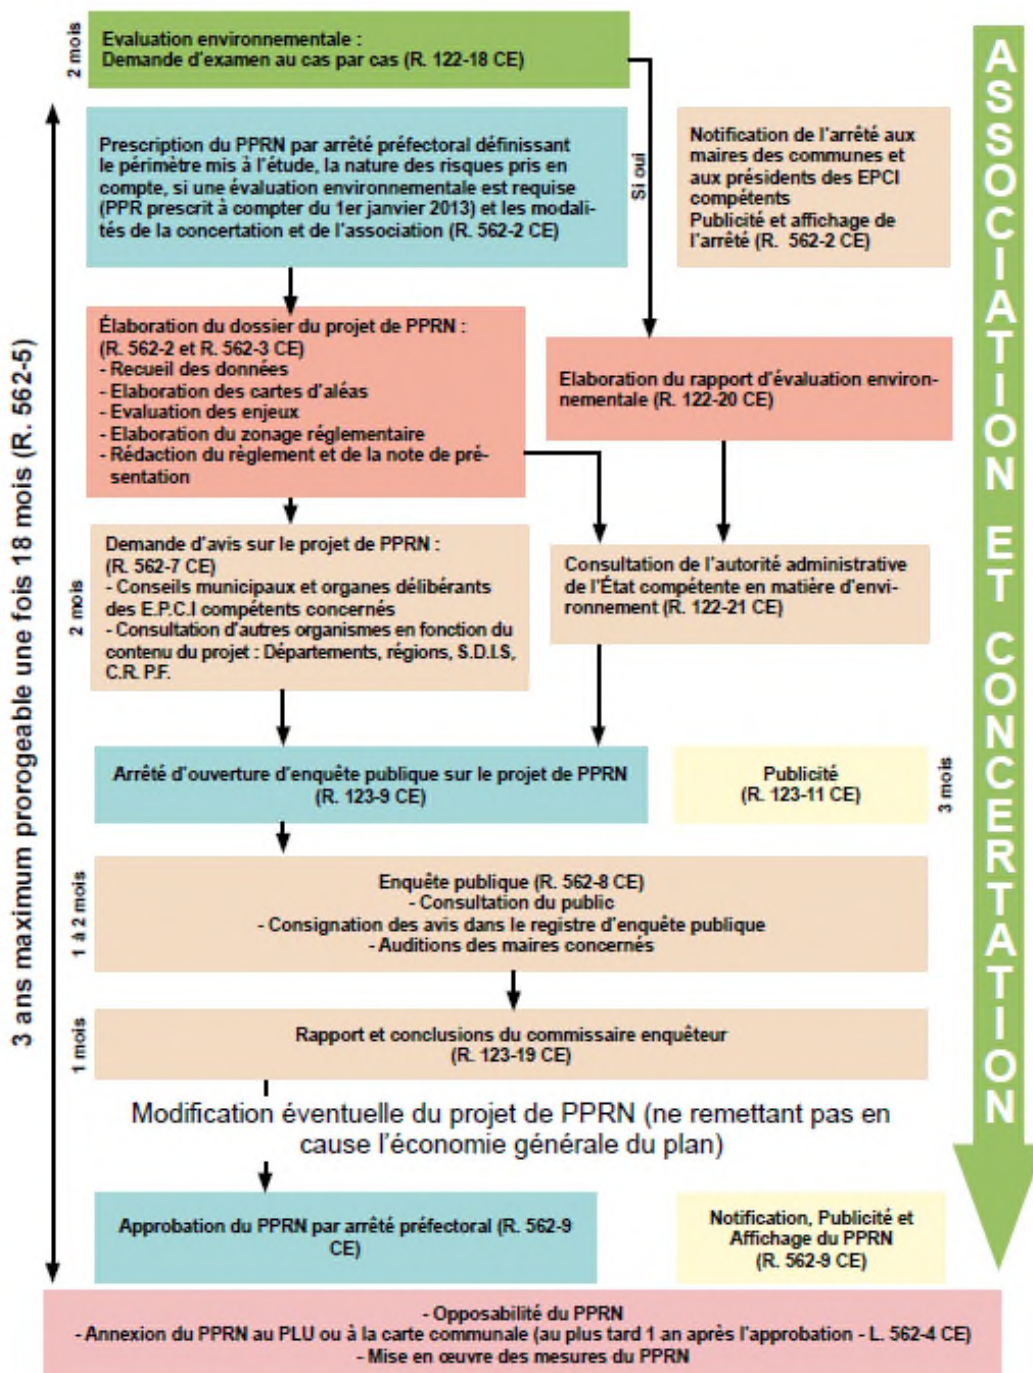 2 mois
Evaluation environnementale :
Demande d'examen au cas par cas (R. 122-18 CE)
3 ans maximum prorogeable une fois 18 mois (R. 562-5)
Prescription du PPRN par arrêté préfectoral définissant
le périmètre mis à l'étude, la nature des risques pris en
compte, si une évaluation environnementale est requise
(PPR prescrit à compter du 1er janvier 2013) et les modali-
tés de la concertation et de l'association (R. 562-2 CE)
Si oui
Notification de l'arrêté aux
maires des communes et
aux présidents des EPCI
compétents
Publicité et affichage de
l'arrêté (R. 562-2 CE)
Élaboration du dossier du projet de PPRN :
(R. 562-2 et R. 562-3 CE)
- Recueil des données
- Elaboration des cartes d'aléas
- Evaluation des enjeux
- Elaboration du zonage réglementaire
- Rédaction du règlement et de la note de pré-
sentation
Elaboration du rapport d'évaluation environ-
nementale (R. 122-20 CE)
2 mois
Demande d'avis sur le projet de PPRN :
(R. 562-7 CE)
- Conseils municipaux et organes délibérants
des E.P.C.I compétents concernés
- Consultation d'autres organismes en fonction du
contenu du projet : Départements, régions, S.D.I.S,
C.R. P.F.
Consultation de l'autorité administrative
de l'État compétente en matière d'envi-
ronnement (R. 122-21 CE)
Arrêté d'ouverture d'enquête publique sur le projet de PPRN
(R. 123-9 CE)
Publicité
(R. 123-11 CE)
3 mois
1 à 2 mois
Enquête publique (R. 562-8 CE)
- Consultation du public
- Consignation des avis dans le registre d'enquête publique
- Auditions des maires concernés
1 mois
Rapport et conclusions du commissaire enquêteur
(R. 123-19 CE)
Modification éventuelle du projet de PPRN (ne remettant pas en
cause l'économie générale du plan)
Approbation du PPRN par arrêté préfectoral (R. 562-9
CE)
Notification, Publicité et
Affichage du PPRN
(R. 562-9 CE)
- Opposabilité du PPRN
- Annexion du PPRN au PLU ou à la carte communale (au plus tard 1 an après l'approbation - L. 562-4 CE)
- Mise en œuvre des mesures du PPRN
ASSOCIATION ET CONCERTATION